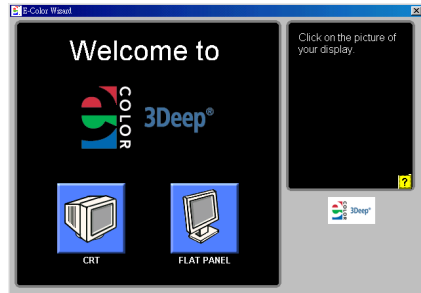 E-Color Wizard
Welcome to
COLOR
3Deep®
CRT
FLAT PANEL
Click on the picture of
your display.
?
COLOR
3Deep®